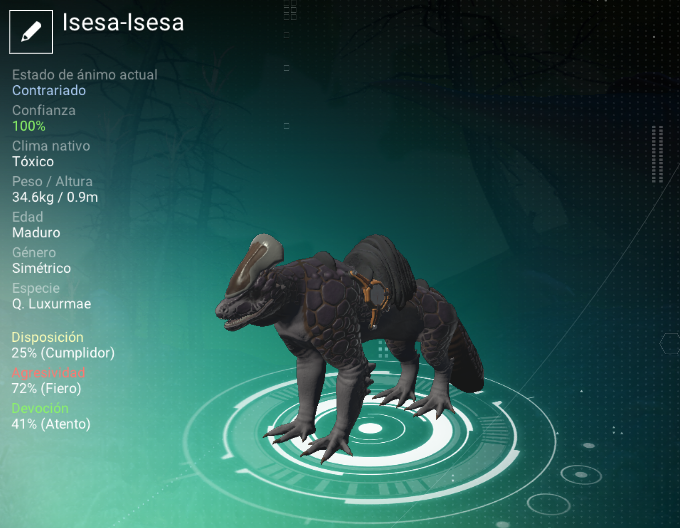 Isesa-Isesa
Estado de ánimo actual
Contrariado
Confianza
100%
Clima nativo
Tóxico
Peso / Altura
34.6kg / 0.9m
Edad
Maduro
Género
Simétrico
Especie
Q. Luxurmae
Disposición
25% (Cumplidor)
Agresividad
72% (Fiero)
Devoción
41% (Atento)